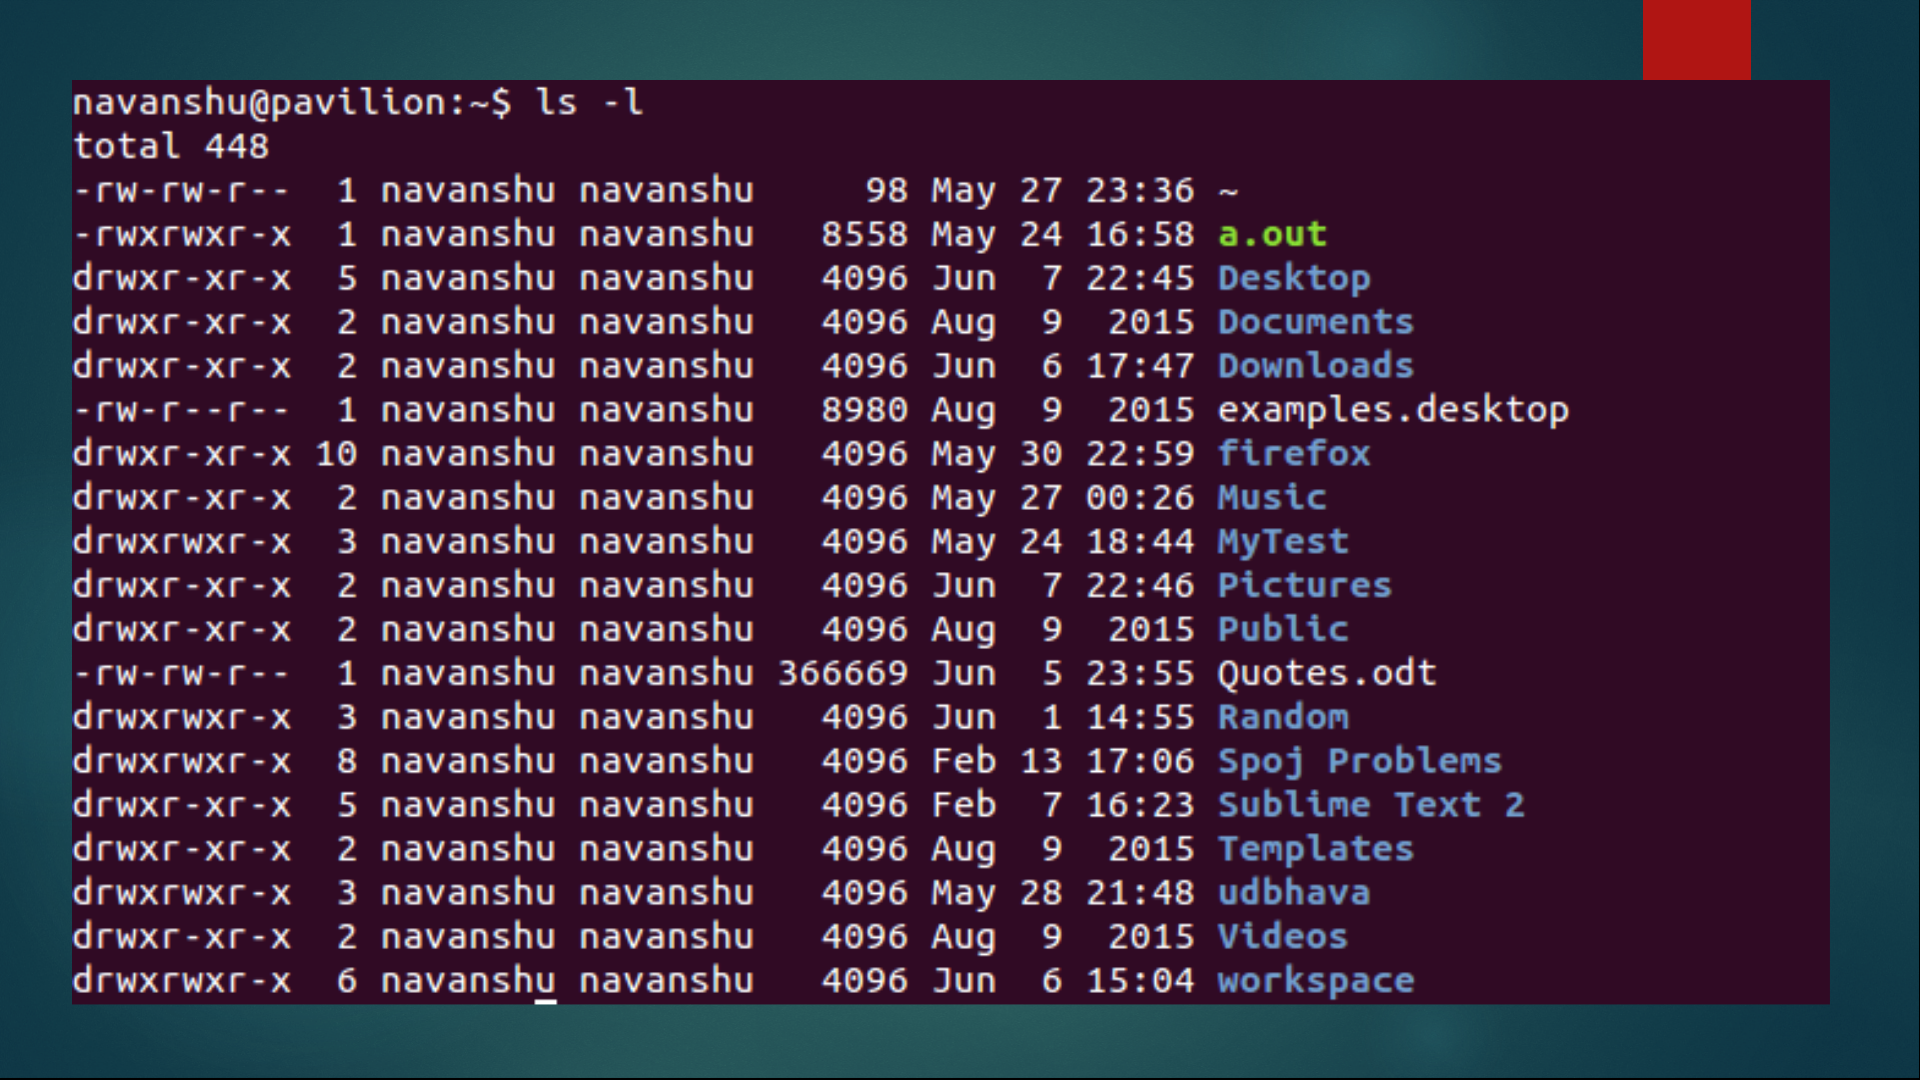 navanshu@pavilion:~$ ls -l
total 448
-rw-rw-r--  1 navanshu navanshu     98 May 27 23:36 ~
-rwxrwxr-x  1 navanshu navanshu   8558 May 24 16:58 a.out
drwxr-xr-x  5 navanshu navanshu   4096 Jun  7 22:45 Desktop
drwxr-xr-x  2 navanshu navanshu   4096 Aug  9  2015 Documents
drwxr-xr-x  2 navanshu navanshu   4096 Jun  6 17:47 Downloads
-rw-r--r--  1 navanshu navanshu   8980 Aug  9  2015 examples.desktop
drwxr-xr-x 10 navanshu navanshu   4096 May 30 22:59 firefox
drwxr-xr-x  2 navanshu navanshu   4096 May 27 00:26 Music
drwxrwxr-x  3 navanshu navanshu   4096 May 24 18:44 MyTest
drwxr-xr-x  2 navanshu navanshu   4096 Jun  7 22:46 Pictures
drwxr-xr-x  2 navanshu navanshu   4096 Aug  9  2015 Public
-rw-rw-r--  1 navanshu navanshu 366669 Jun  5 23:55 Quotes.odt
drwxrwxr-x  3 navanshu navanshu   4096 Jun  1 14:55 Random
drwxrwxr-x  8 navanshu navanshu   4096 Feb 13 17:06 Spoj Problems
drwxr-xr-x  5 navanshu navanshu   4096 Feb  7 16:23 Sublime Text 2
drwxr-xr-x  2 navanshu navanshu   4096 Aug  9  2015 Templates
drwxrwxr-x  3 navanshu navanshu   4096 May 28 21:48 udbhava
drwxr-xr-x  2 navanshu navanshu   4096 Aug  9  2015 Videos
drwxrwxr-x  6 navanshu navanshu   4096 Jun  6 15:04 workspace